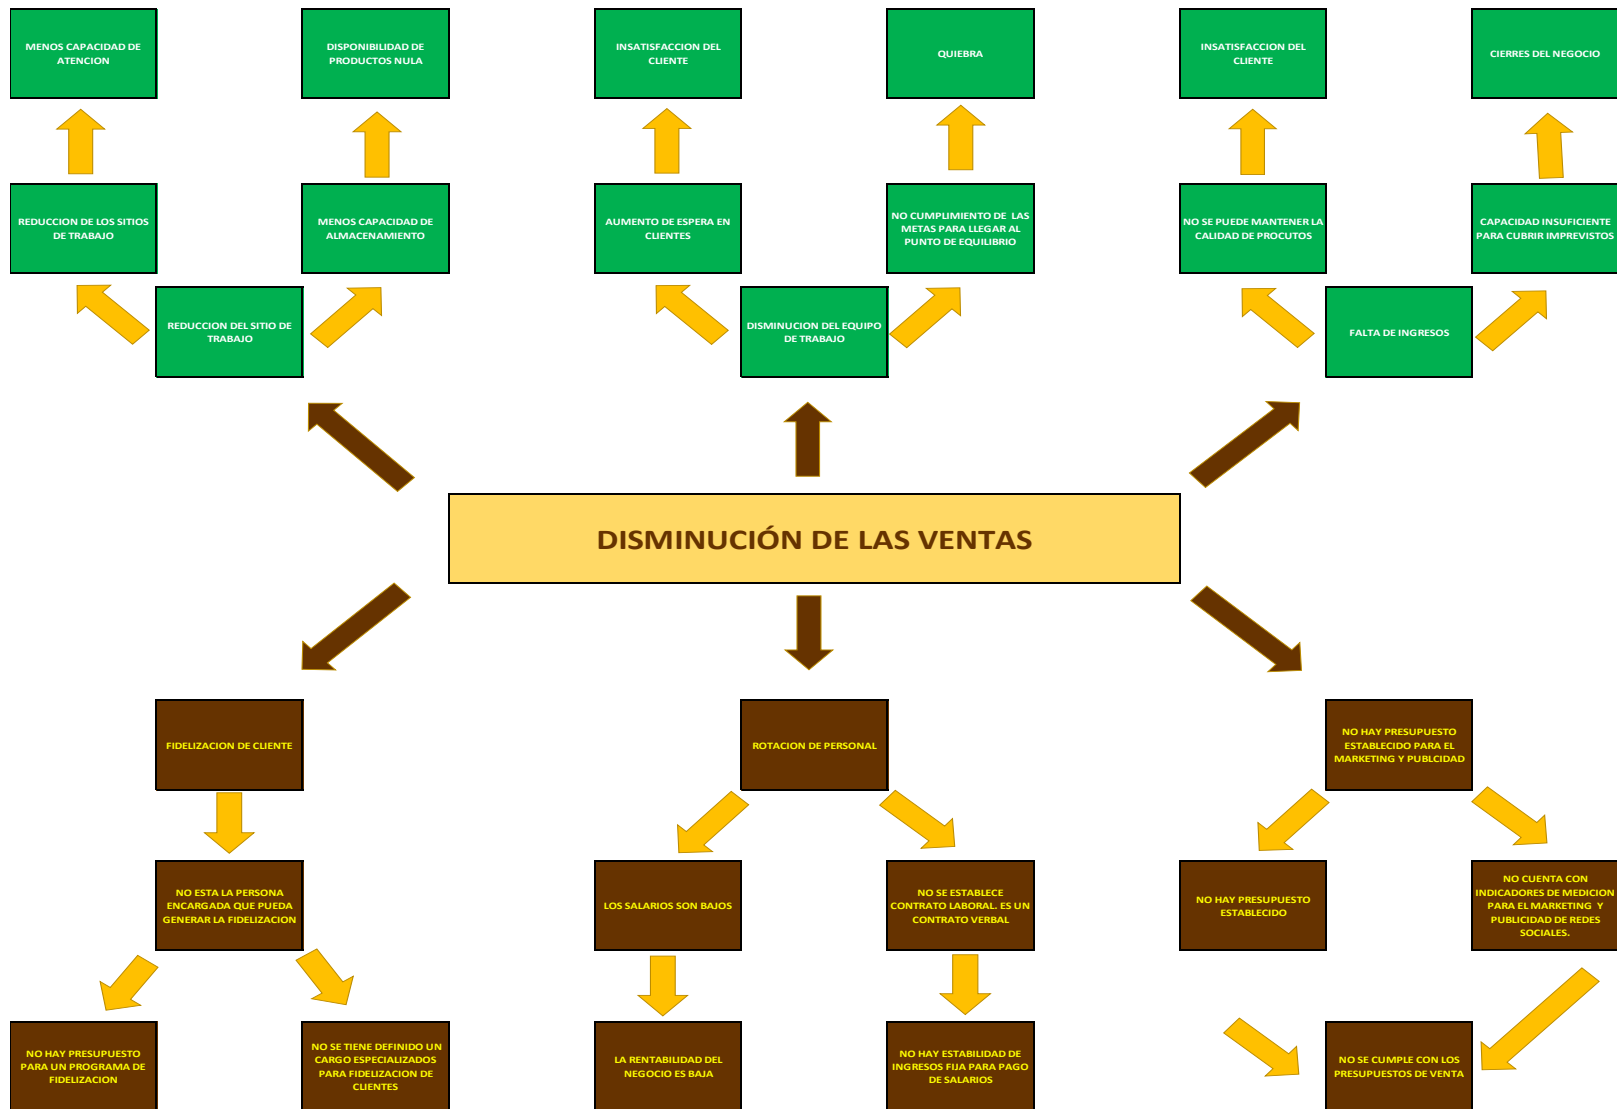 MENOS CAPACIDAD DE
ATENCION
DISPONIBILIDAD DE
PRODUCTOS NULA
INSATISFACCION DEL
CLIENTE
QUIEBRA
INSATISFACCION DEL
CLIENTE
CIERRES DEL NEGOCIO
REDUCCION DE LOS SITIOS
DE TRABAJO
MENOS CAPACIDAD DE
ALMACENAMIENTO
AUMENTO DE ESPERA EN
CLIENTES
NO CUMPLIMIENTO DE LAS
METAS PARA LLEGAR AL
PUNTO DE EQUILIBRIO
NO SE PUEDE MANTENER LA
CALIDAD DE PROCUTOS
CAPACIDAD INSUFICIENTE
PARA CUBRIR IMPREVISTOS
REDUCCION DEL SITIO DE
TRABAJO
DISMINUCION DEL EQUIPO
DE TRABAJO
FALTA DE INGRESOS
DISMINUCIÓN DE LAS VENTAS
FIDELIZACION DE CLIENTE
ROTACION DE PERSONAL
NO HAY PRESUPUESTO
ESTABLECIDO PARA EL
MARKETING Y PUBLCIDAD
NO ESTA LA PERSONA
ENCARGADA QUE PUEDA
GENERAR LA FIDELIZACION
LOS SALARIOS SON BAJOS
NO SE ESTABLECE
CONTRATO LABORAL. ES UN
CONTRATO VERBAL
NO HAY PRESUPUESTO
ESTABLECIDO
NO CUENTA CON
INDICADORES DE MEDICION
PARA EL MARKETING Y
PUBLICIDAD DE REDES
SOCIALES.
NO HAY PRESUPUESTO
PARA UN PROGRAMA DE
FIDELIZACION
NO SE TIENE DEFINIDO UN
CARGO ESPECIALIZADOS
PARA FIDELIZACION DE
CLIENTES
LA RENTABILIDAD DEL
NEGOCIO ES BAJA
NO HAY ESTABILIDAD DE
INGRESOS FIJA PARA PAGO
DE SALARIOS
NO SE CUMPLE CON LOS
PRESUPUESTOS DE VENTA